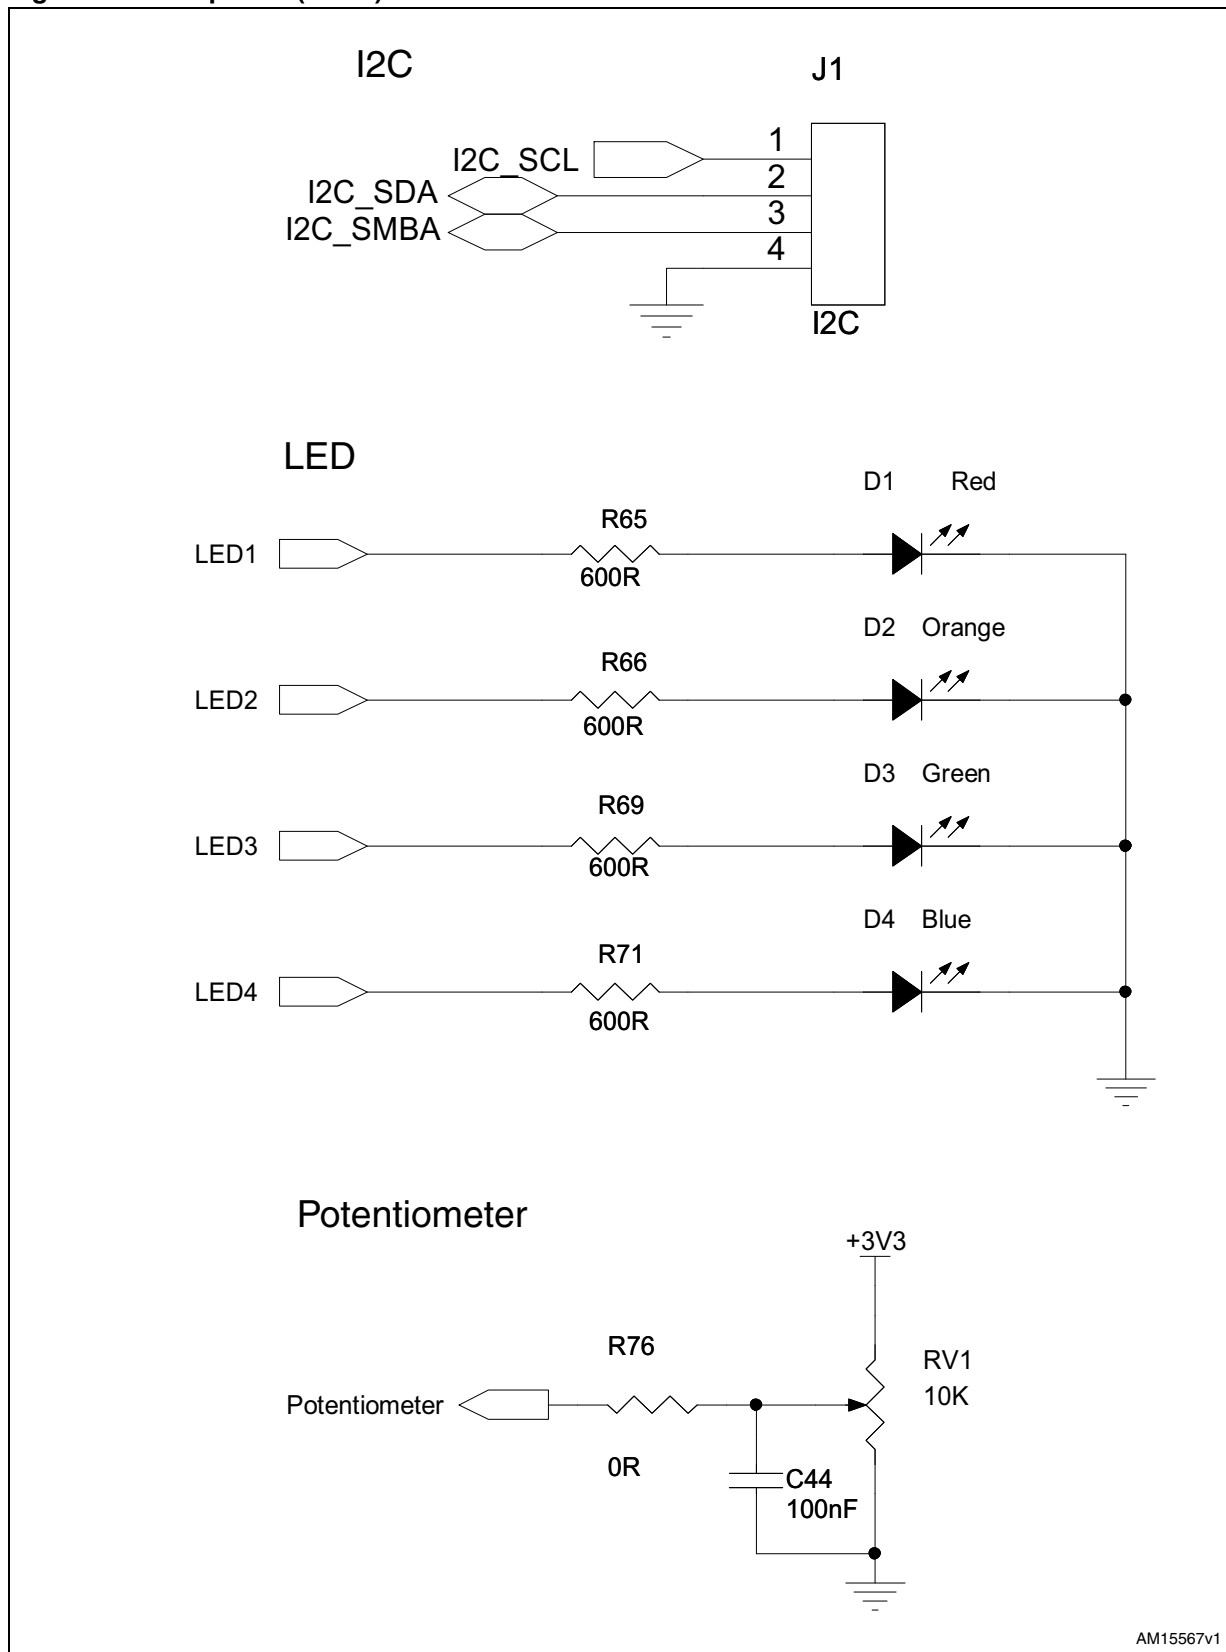 I2C
J1
I2C_SCL
1
I2C_SDA
2
I2C_SMBA
3
4
I2C
LED
D1 Red
R65
LED1
600R
D2 Orange
R66
LED2
600R
D3 Green
R69
LED3
600R
D4 Blue
R71
LED4
600R
Potentiometer
+3V3
R76
RV1
10K
Potentiometer
0R
C44
100nF
AM15567v1